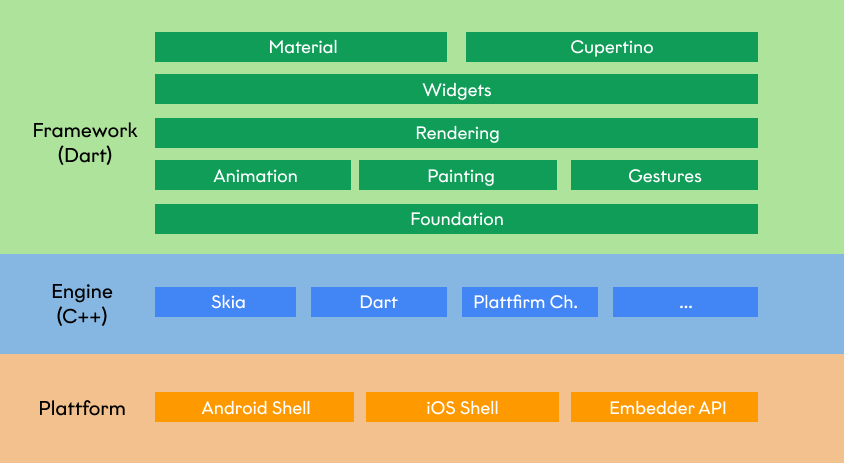 Material
Cupertino
Widgets
Framework
(Dart)
Rendering
Animation
Painting
Gestures
Foundation
Engine
(C++)
Skia
Dart
Plattfirm Ch.
...
Plattform
Android Shell
iOS Shell
Embedder API